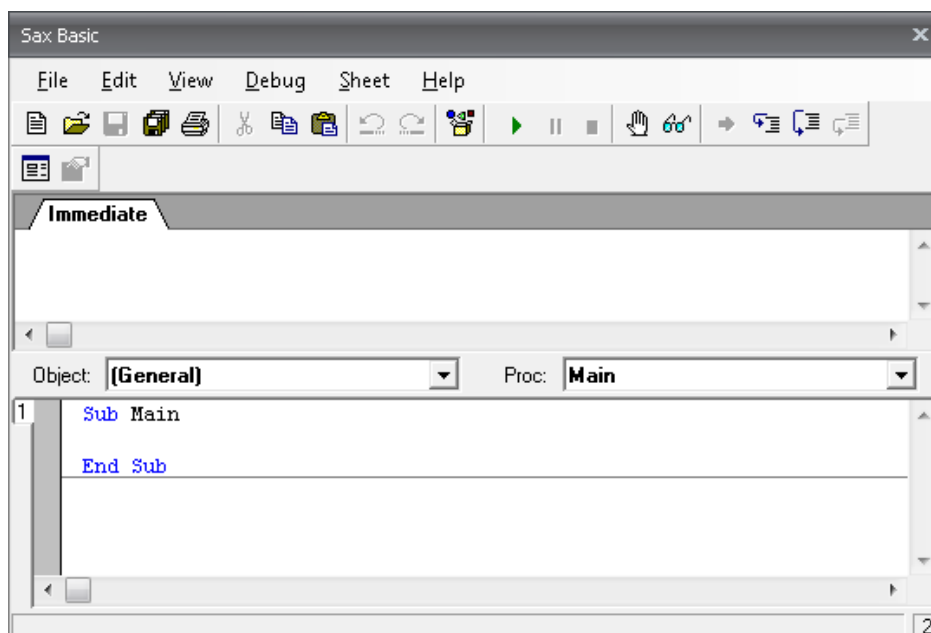 Sax Basic
File Edit View Debug Sheet Help
Immediate
Object: (General) Proc: Main
1 Sub Main
End Sub
2